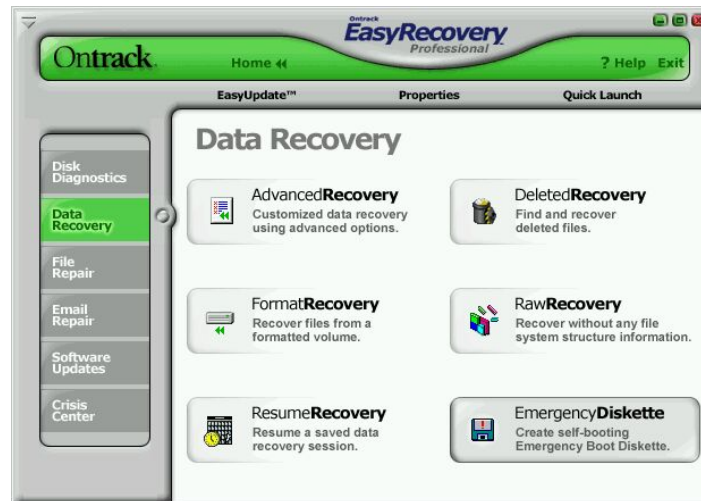 Ontrack
EasyRecovery
Professional
Ontrack.
Home
? Help Exit
EasyUpdate™ Properties Quick Launch
Data Recovery
Disk
Diagnostics
Data
Recovery
File
Repair
Email
Repair
Software
Updates
Crisis
Center
AdvancedRecovery
Customized data recovery
using advanced options.
DeletedRecovery
Find and recover
deleted files.
FormatRecovery
Recover files from a
formatted volume.
RawRecovery
Recover without any file
system structure information.
ResumeRecovery
Resume a saved data
recovery session.
EmergencyDiskette
Create self-booting
Emergency Boot Diskette.